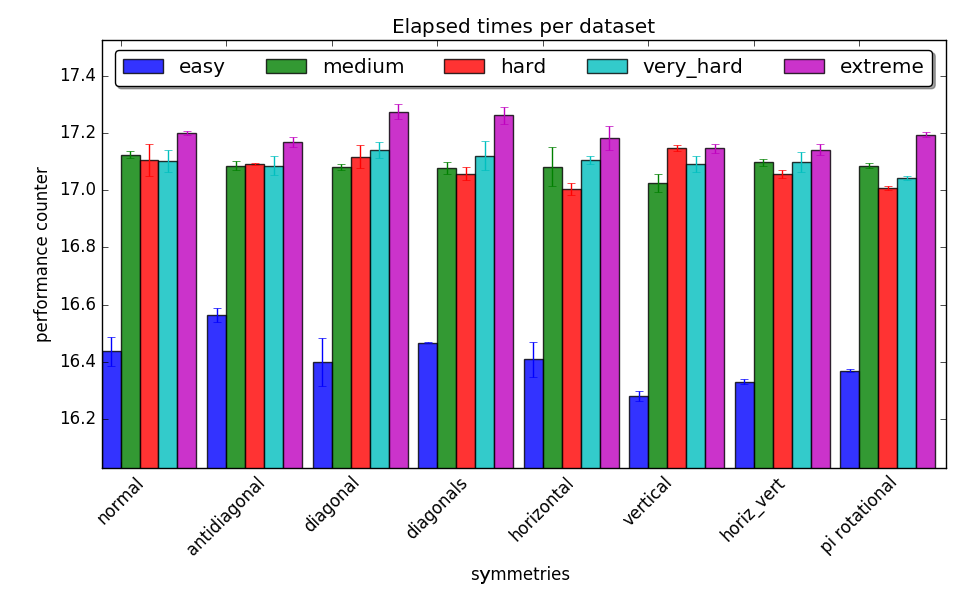 Elapsed times per dataset
easy medium hard very_hard extreme
performance counter
17.4
17.2
17.0
16.8
16.6
16.4
16.2
normal antidiagonal diagonal diagonals horizontal vertical horiz_vert pi rotational
symmetries